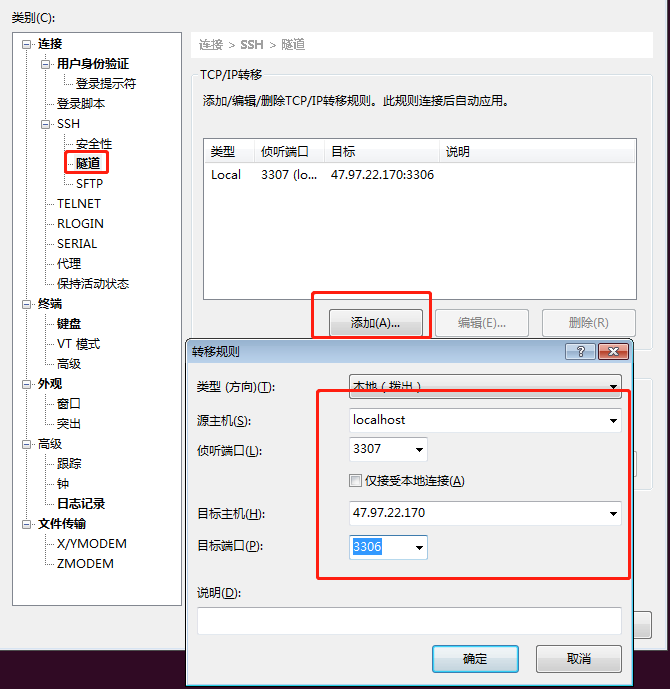 类别(C):
连接
用户身份验证
登录提示符
登录脚本
SSH
安全性
隧道
SFTP
TELNET
RLOGIN
SERIAL
代理
保持活动状态
终端
键盘
VT 模式
高级
外观
窗口
突出
高级
跟踪
钟
日志记录
文件传输
X/YMODEM
ZMODEM
连接 > SSH > 隧道
TCP/IP转移
添加/编辑/删除TCP/IP转移规则。此规则连接后自动应用。
类型 侦听端口 目标 说明
Local 3307 (lo... 47.97.22.170:3306
添加(A)... 编辑(E)... 删除(R)
转移规则
类型 (方向)(T): 本地 ( 拨出 )
源主机(S): localhost
侦听端口(L): 3307
仅接受本地连接(A)
目标主机(H): 47.97.22.170
目标端口(P): 3306
说明(D):
确定 取消